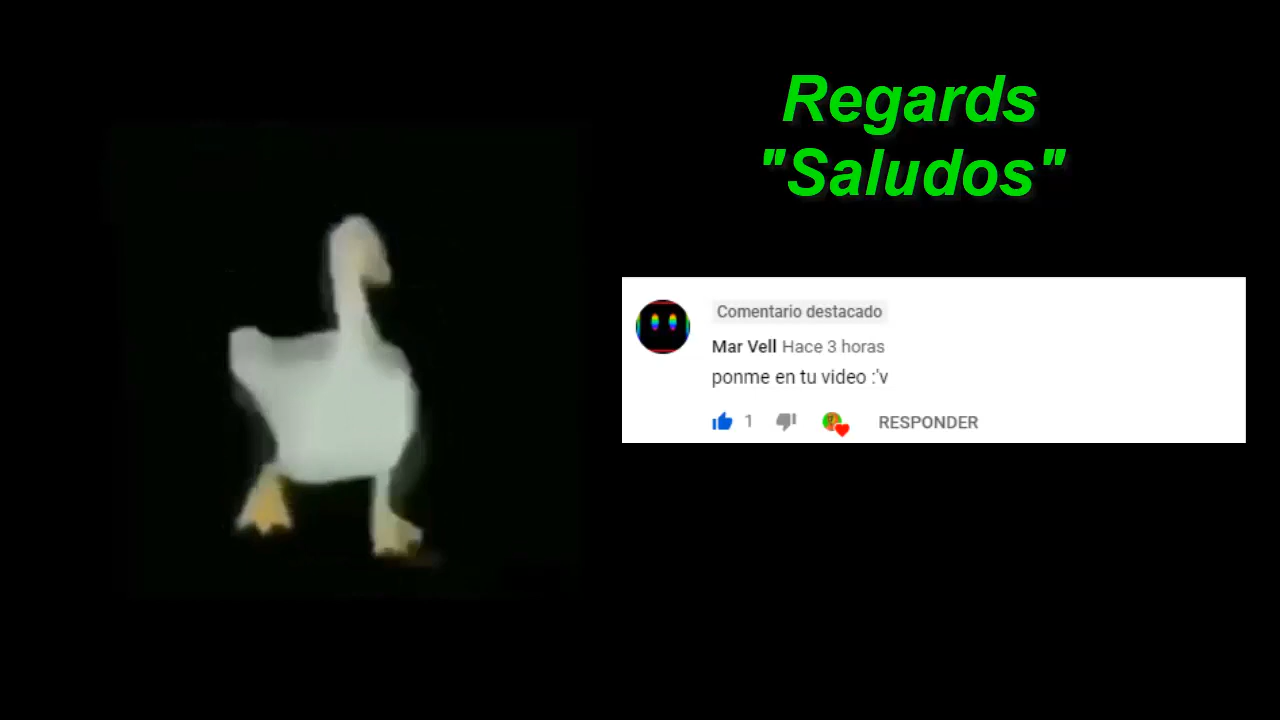 Regards
"Saludos"
Comentario destacado
Mar Vell Hace 3 horas
ponme en tu video :'v
1
RESPONDER